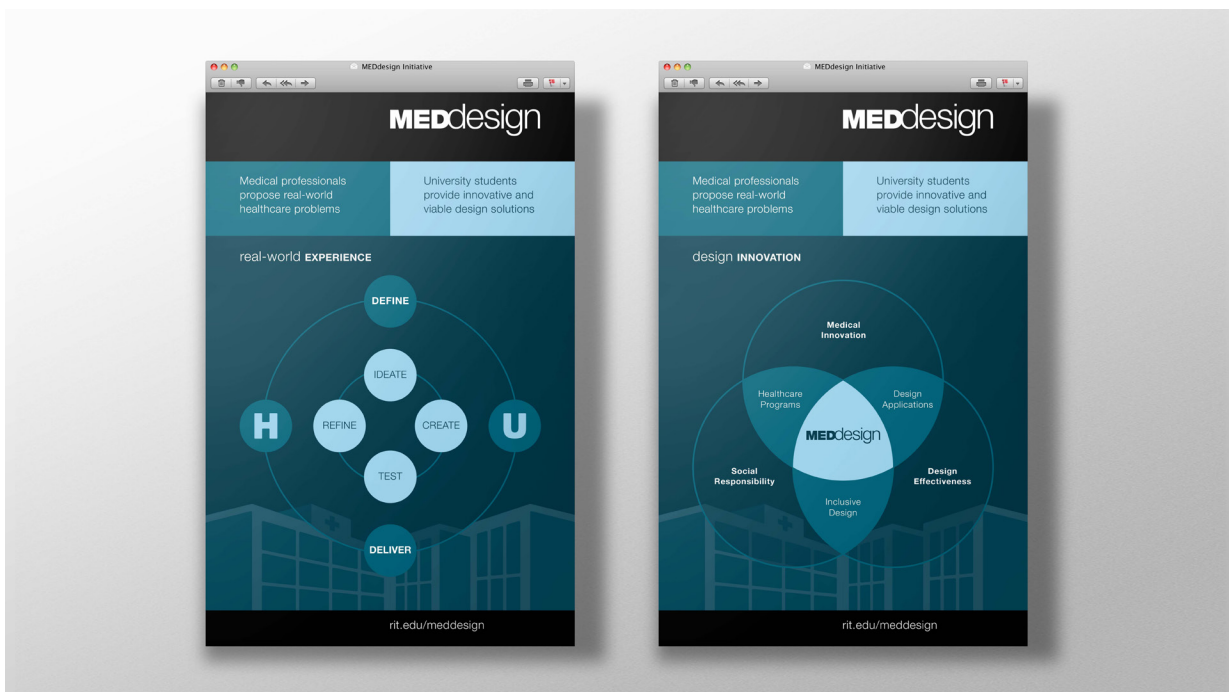 MEDdesign Initiative
MEDdesign
Medical professionals
propose real-world
healthcare problems
University students
provide innovative and
viable design solutions
real-world EXPERIENCE
DEFINE
IDEATE
H
REFINE
CREATE
U
TEST
DELIVER
rit.edu/meddesign
MEDdesign Initiative
MEDdesign
Medical professionals
propose real-world
healthcare problems
University students
provide innovative and
viable design solutions
design INNOVATION
Medical
Innovation
Healthcare
Programs
Design
Applications
MEDdesign
Social
Responsibility
Design
Effectiveness
Inclusive
Design
rit.edu/meddesign